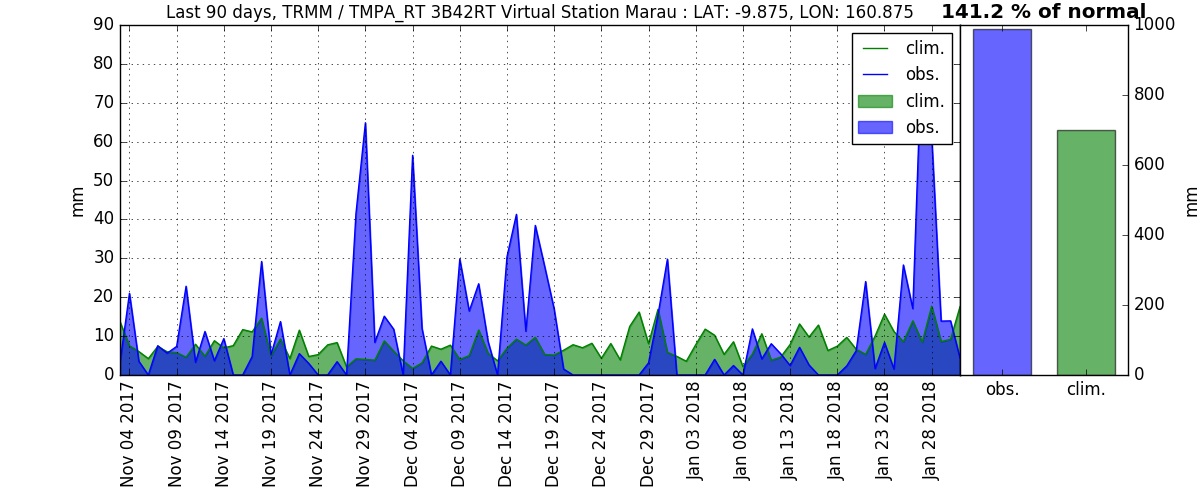 Last 90 days, TRMM / TMPA_RT 3B42RT Virtual Station Marau : LAT: -9.875, LON: 160.875
141.2 % of normal
clim.
obs.
clim.
obs.
mm
90
80
70
60
50
40
30
20
10
0
Nov 04 2017
Nov 09 2017
Nov 14 2017
Nov 19 2017
Nov 24 2017
Nov 29 2017
Dec 04 2017
Dec 09 2017
Dec 14 2017
Dec 19 2017
Dec 24 2017
Dec 29 2017
Jan 03 2018
Jan 08 2018
Jan 13 2018
Jan 18 2018
Jan 23 2018
Jan 28 2018
1000
800
600
400
200
0
mm
obs.
clim.